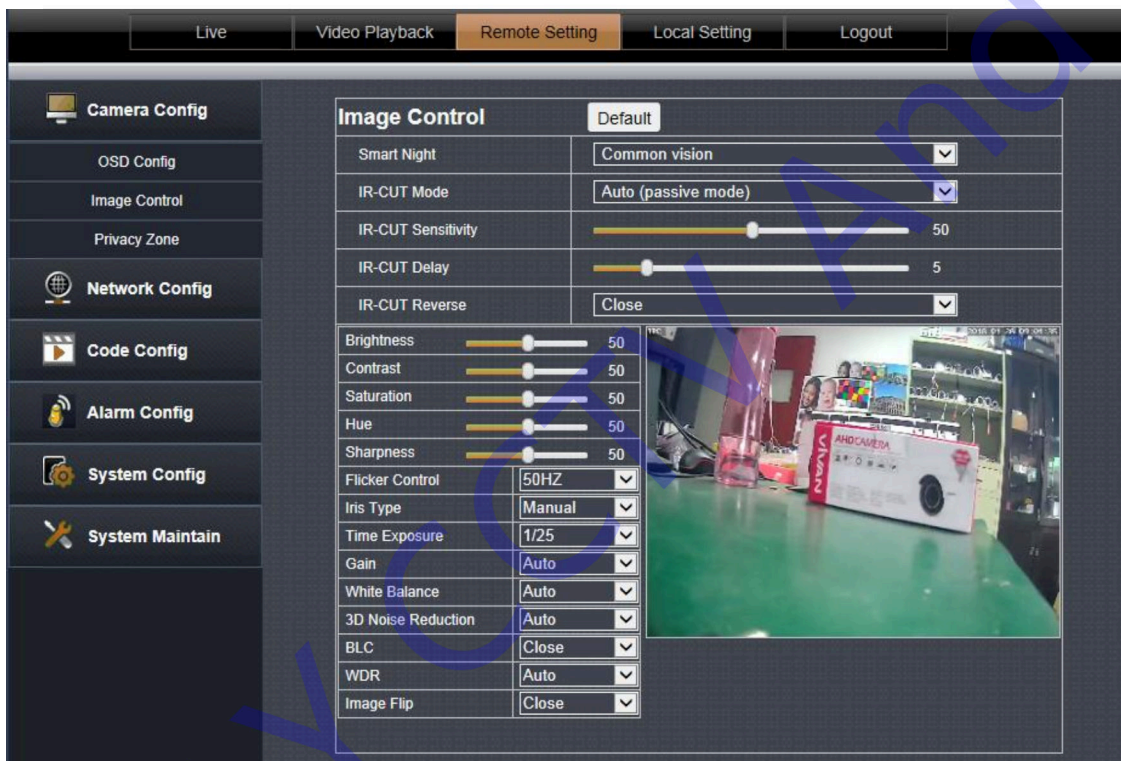 Live Video Playback Remote Setting Local Setting Logout
Camera Config
OSD Config
Image Control
Privacy Zone
Network Config
Code Config
Alarm Config
System Config
System Maintain
Image Control Default
Smart Night Common vision
IR-CUT Mode Auto (passive mode)
IR-CUT Sensitivity 50
IR-CUT Delay 5
IR-CUT Reverse Close
Brightness 50
Contrast 50
Saturation 50
Hue 50
Sharpness 50
Flicker Control 50HZ
Iris Type Manual
Time Exposure 1/25
Gain Auto
White Balance Auto
3D Noise Reduction Auto
BLC Close
WDR Auto
Image Flip Close
AHD CAMERA
VIVAN
Y CCTV And